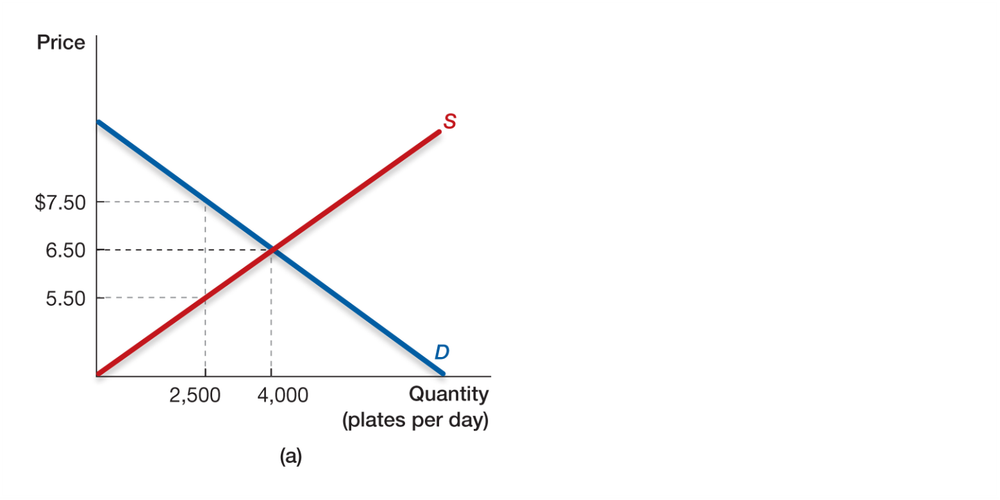 Price
S
$7.50
6.50
5.50
D
2,500 4,000 Quantity
(plates per day)
(a)